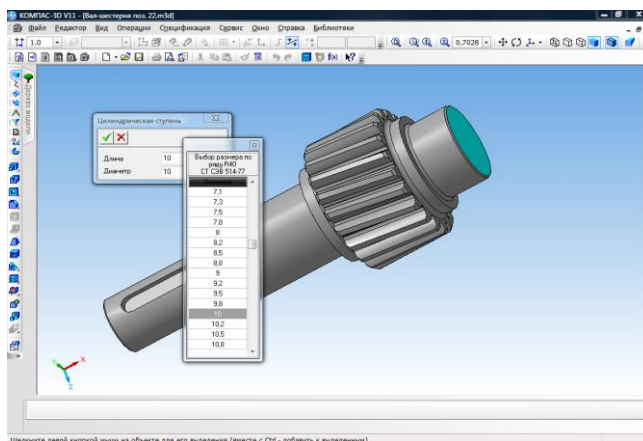 КОМПАС-3D V11 - [Вал-шестерня поз. 22.m3d]
Файл Редактор Вид Операции Спецификация Сервис Окно Справка Библиотеки
1.0
0.7028
Дерево модели
Цилиндрическая ступень
Длина 10
Диаметр 10
Выбор размера по
ряду R40
СТ СЭВ 514-77
7,1
7,3
7,5
7,8
8
8,2
8,5
8,8
9
9,2
9,5
9,8
10
10,2
10,5
10,8
X
Y
Z
Щелкните левой кнопкой мыши на объекте для его выделения (вместе с Ctrl - добавить к выделенным)